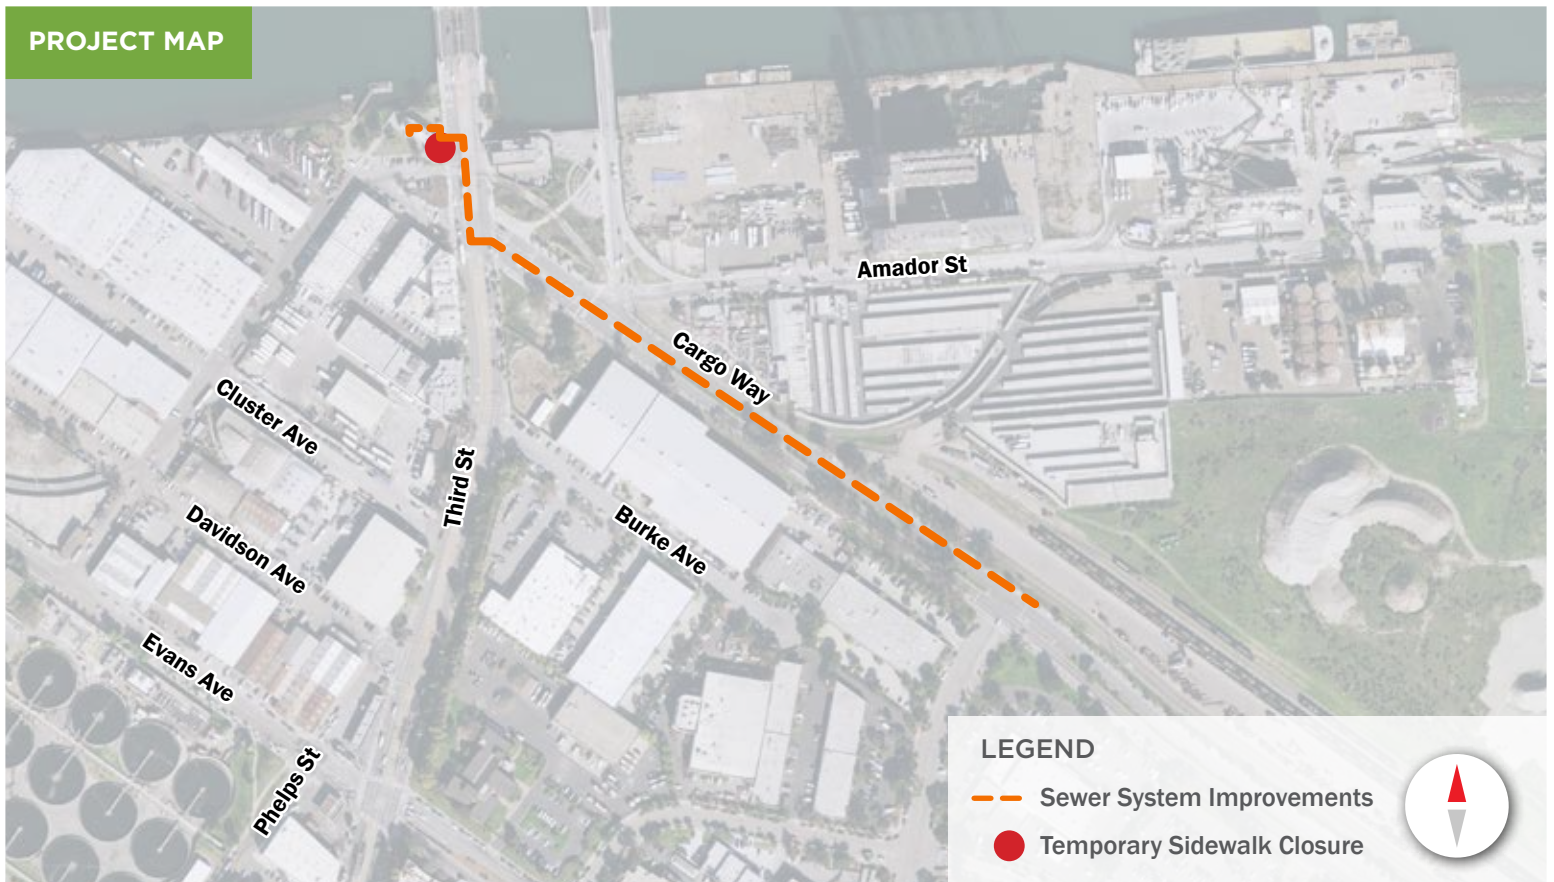 PROJECT MAP
Amador St
Cargo Way
Cluster Ave
Third St
Davidson Ave
Burke Ave
Evans Ave
Phelps St
LEGEND
Sewer System Improvements
Temporary Sidewalk Closure